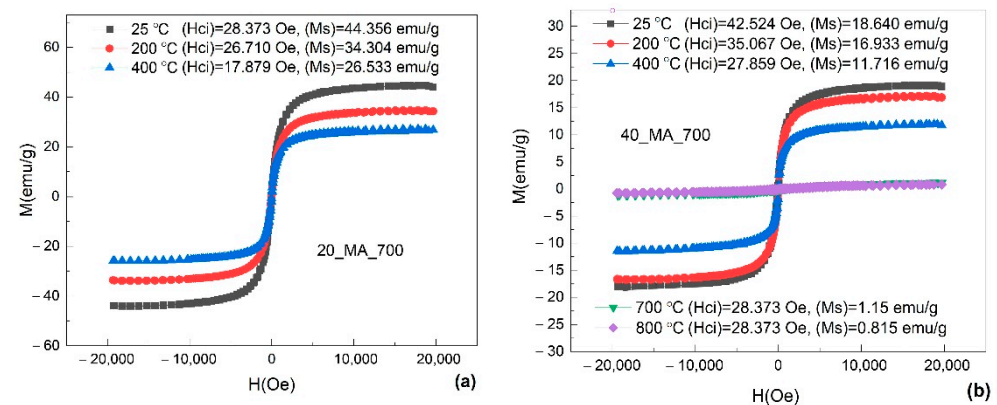 60
40
20
0
− 20
− 40
− 60
M(emu/g)
25 °C (Hci)=28.373 Oe, (Ms)=44.356 emu/g
200 °C (Hci)=26.710 Oe, (Ms)=34.304 emu/g
400 °C (Hci)=17.879 Oe, (Ms)=26.533 emu/g
20_MA_700
− 20,000 − 10,000 0 10,000 20,000
H(Oe)
(a)
30
25
20
15
10
5
0
− 5
− 10
− 15
− 20
− 25
− 30
M(emu/g)
25 °C (Hci)=42.524 Oe, (Ms)=18.640 emu/g
200 °C (Hci)=35.067 Oe, (Ms)=16.933 emu/g
400 °C (Hci)=27.859 Oe, (Ms)=11.716 emu/g
40_MA_700
700 °C (Hci)=28.373 Oe, (Ms)=1.15 emu/g
800 °C (Hci)=28.373 Oe, (Ms)=0.815 emu/g
− 20,000 − 10,000 0 10,000 20,000
H(Oe)
(b)